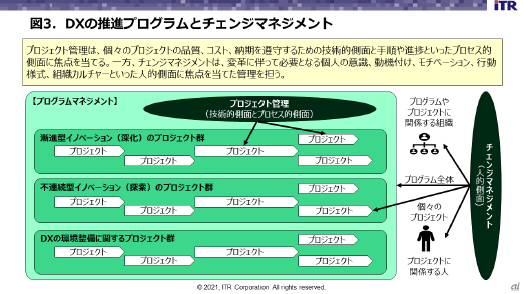 ITR
図3．DXの推進プログラムとチェンジマネジメント
プロジェクト管理は、個々のプロジェクトの品質、コスト、納期を遵守するための技術的側面と手順や進捗といったプロセス的
側面に焦点を当てる。一方、チェンジマネジメントは、変革に伴って必要となる個人の意識、動機付け、モチベーション、行動
様式、組織カルチャーといった人的側面に焦点を当てた管理を担う。
【プログラムマネジメント】
プロジェクト管理
（技術的側面とプロセス的側面）
漸進型イノベーション（深化）のプロジェクト群
プロジェクト
プロジェクト
プロジェクト
プロジェクト
プロジェクト
不連続型イノベーション（探索）のプロジェクト群
プロジェクト
プロジェクト
プロジェクト
プロジェクト
プロジェクト
DXの環境整備に関するプロジェクト群
プロジェクト
プロジェクト
プロジェクト
プロジェクト
プロジェクト
プログラムや
プロジェクトに
関係する組織
プログラム全体
個々の
プロジェクト
プロジェクトに
関係する人
チェンジマネジメント
（人的側面）
© 2021, ITR Corporation All rights reserved.